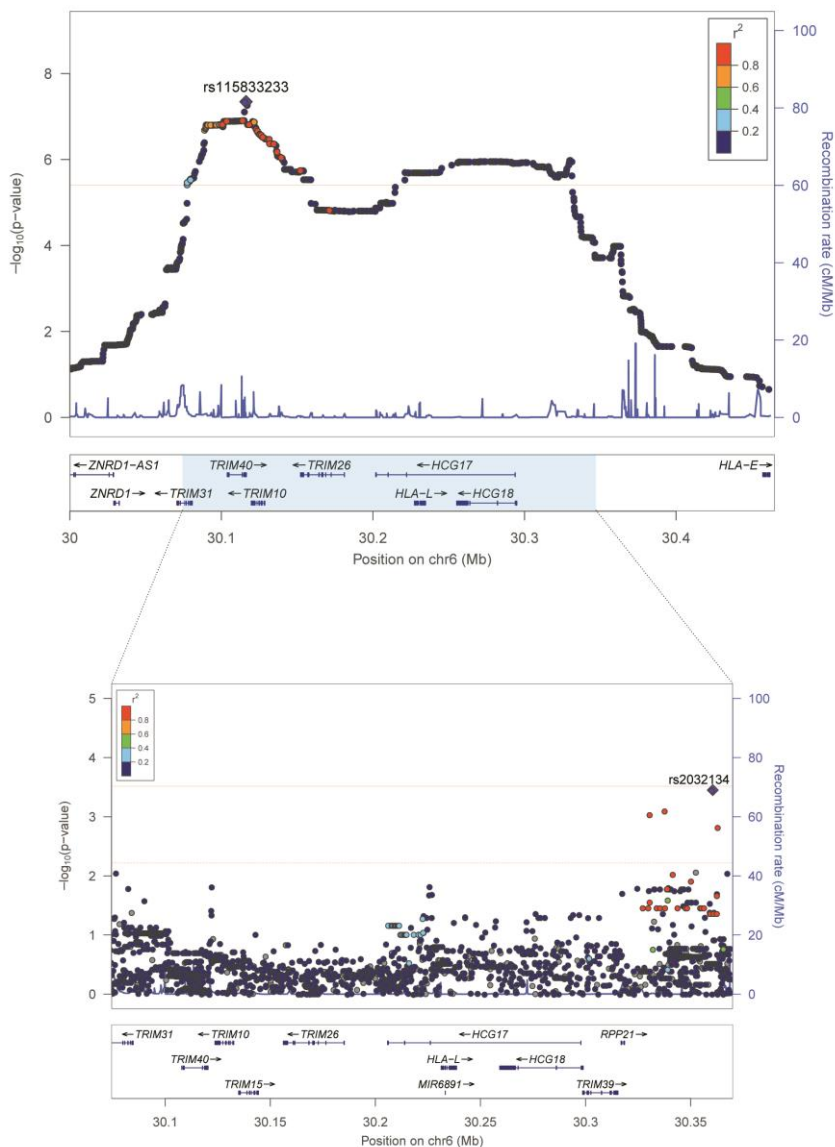 rs115833233
r2
0.8
0.6
0.4
0.2
8
6
4
2
0
−log10(p−value)
100
80
60
40
20
0
Recombination rate (cM/Mb)
←ZNRD1−AS1 TRIM40→ ←TRIM26 ←HCG17 HLA−E→
ZNRD1→ ←TRIM31 ←TRIM10 HLA−L→ ←HCG18
30 30.1 30.2 30.3 30.4
Position on chr6 (Mb)
r2
0.8
0.6
0.4
0.2
rs2032134
5
4
3
2
1
0
−log10(p−value)
100
80
60
40
20
0
Recombination rate (cM/Mb)
←TRIM31 ←TRIM10 ←TRIM26 ←HCG17 RPP21→
TRIM40→ HLA−L→ ←HCG18
TRIM15→ MIR6891→ TRIM39→
30.1 30.15 30.2 30.25 30.3 30.35
Position on chr6 (Mb)